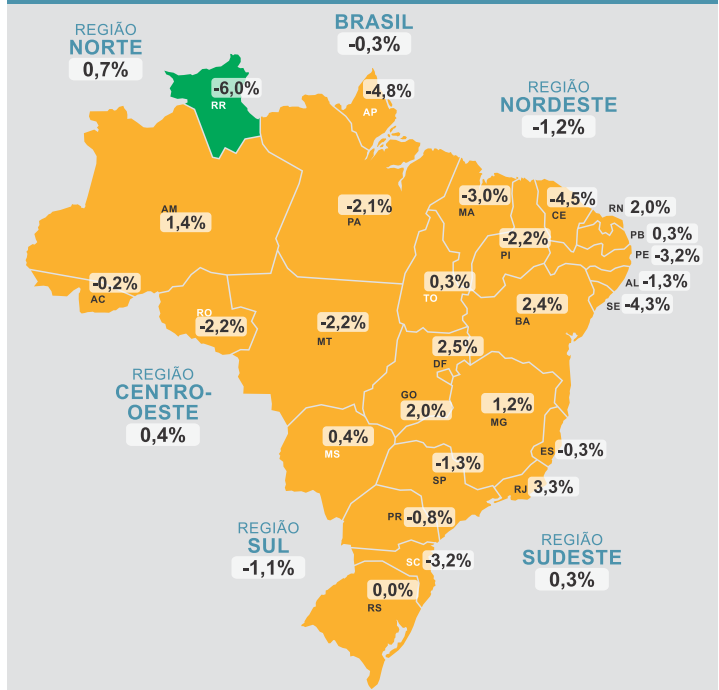 REGIÃO
NORTE
0,7%
BRASIL
-0,3%
REGIÃO
NORDESTE
-1,2%
-6,0%
RR
-4,8%
AP
AM
1,4%
-2,1%
PA
-3,0%
MA
-4,5%
CE
RN 2,0%
PB 0,3%
PE -3,2%
AL -1,3%
SE -4,3%
-2,2%
PI
-0,2%
AC
RO
-2,2%
-2,2%
MT
0,3%
TO
2,4%
BA
2,5%
DF
GO
2,0%
1,2%
MG
REGIÃO
CENTRO-
OESTE
0,4%
0,4%
MS
-1,3%
SP
ES -0,3%
RJ 3,3%
PR -0,8%
SC -3,2%
0,0%
RS
REGIÃO
SUL
-1,1%
REGIÃO
SUDESTE
0,3%